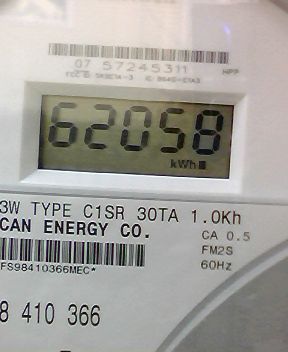 07 57245311
62058
kWh
3W TYPE C1SR 30TA 1.0Kh
CAN ENERGY CO.
CA 0.5
FM2S
60Hz
FS98410366MEC*
8 410 366